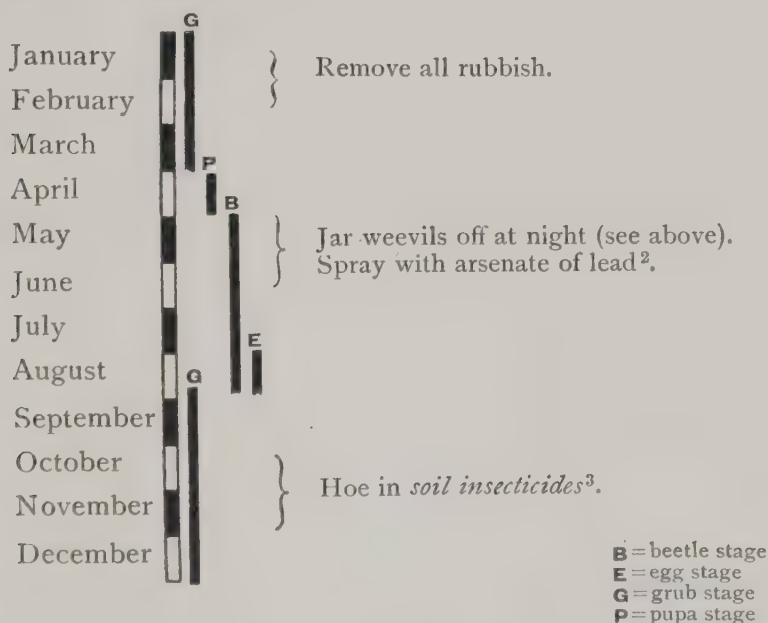 G
January
Remove all rubbish.
February
March
P
April
B
May
Jar weevils off at night (see above).
Spray with arsenate of lead².
June
July
E
August
G
September
October
Hoe in soil insecticides³.
November
December
B=beetle stage
E=egg stage
G=grub stage
P=pupa stage